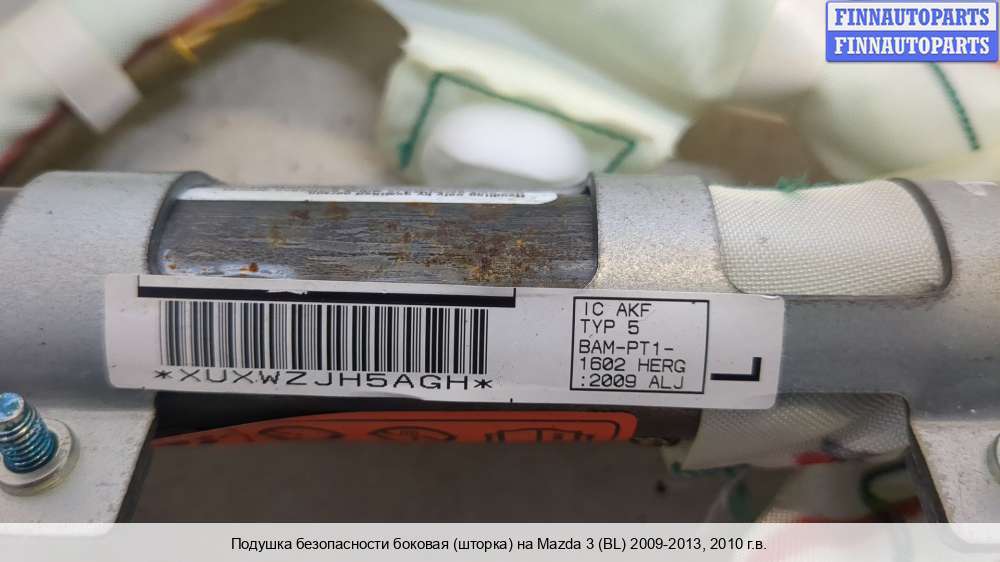 FINNAUTOPARTS
FINNAUTOPARTS
IC AKF
TYP 5
BAM-PT1-
1602 HERG
:2009 ALJ
*XUXWZJH5AGH*
Подушка безопасности боковая (шторка) на Mazda 3 (BL) 2009-2013, 2010 г.в.